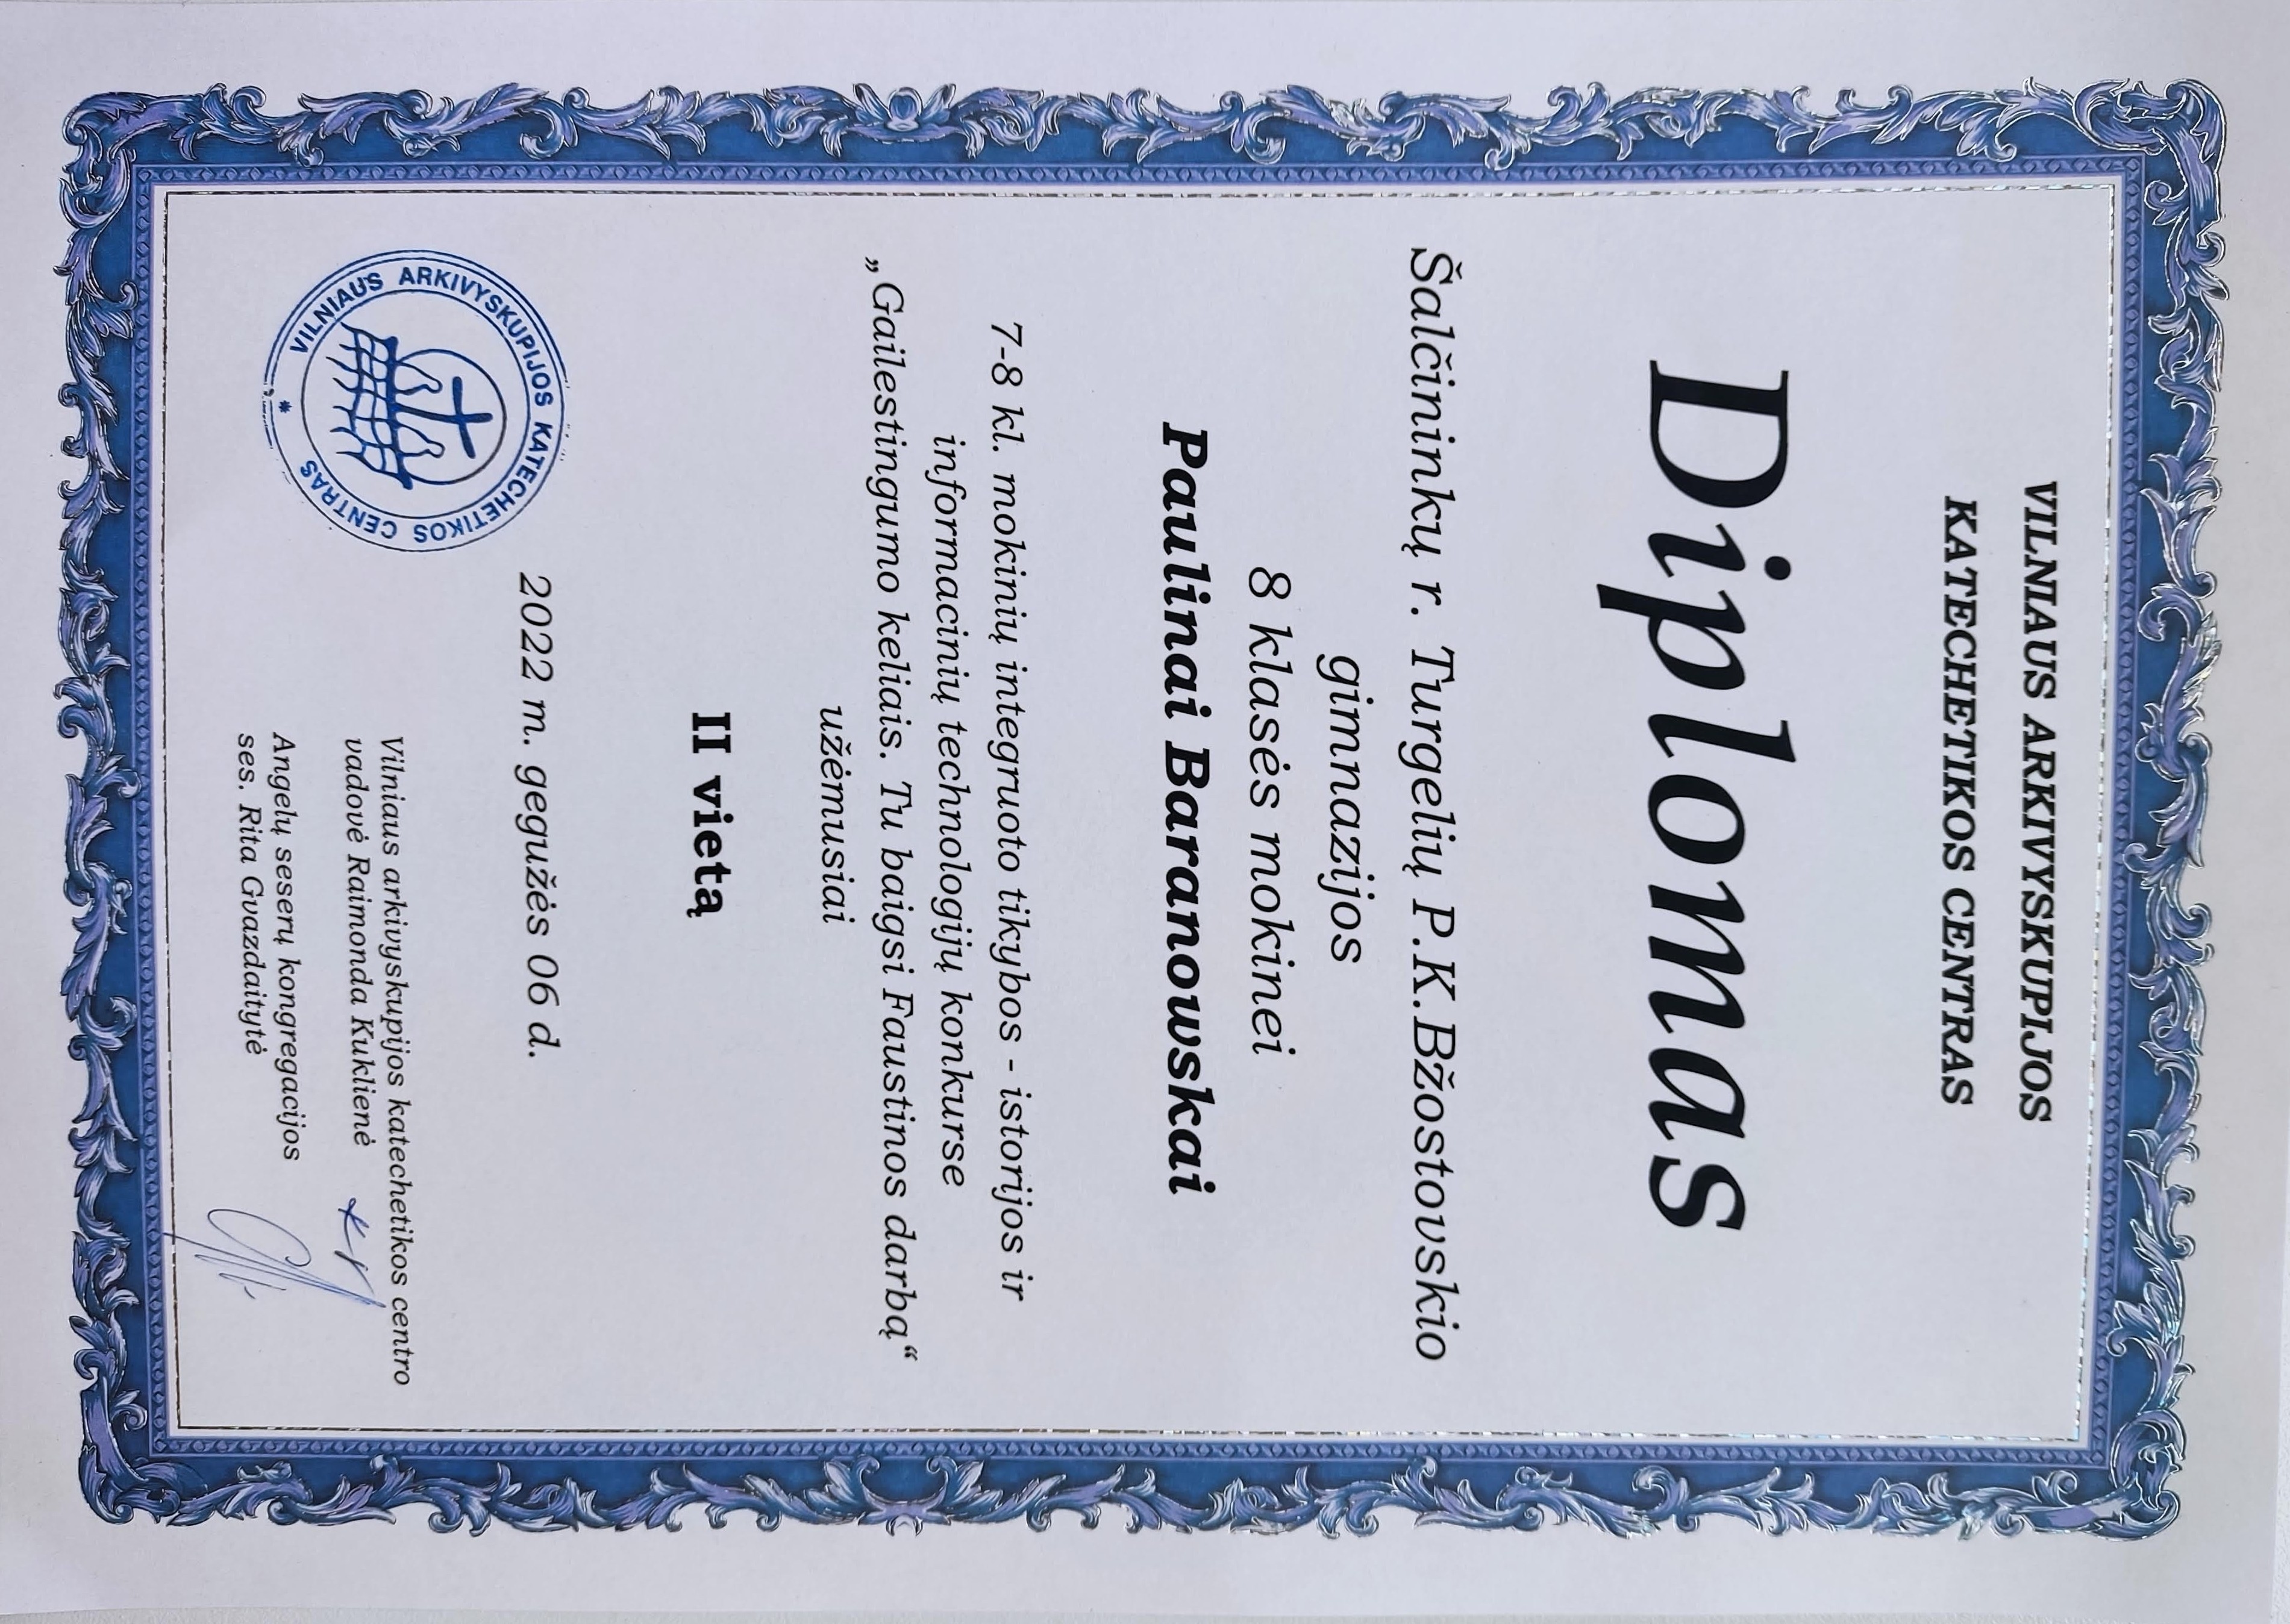 VILNIAUS ARKIVYSKUPIJOS
KATECHETIKOS CENTRAS
Diplomas
Šalčininkų r. Turgelių P.K.Bžostovskio
gimnazijos
8 klasės mokinei
Paulinai Baranowskai
7-8 kl. mokinių integruoto tikybos - istorijos ir
informacinių technologijų konkurse
„Gailestingumo keliais. Tu baigsi Faustinos darbą“
užėmusiai
II vietą
2022 m. gegužės 06 d.
VILNIAUS ARKIVYSKUPIJOS KATECHETIKOS CENTRAS *
Vilniaus arkivyskupijos katechetikos centro
vadovė Raimonda Kuklienė
Angelų seserų kongregacijos
ses. Rita Gvazdaitytė